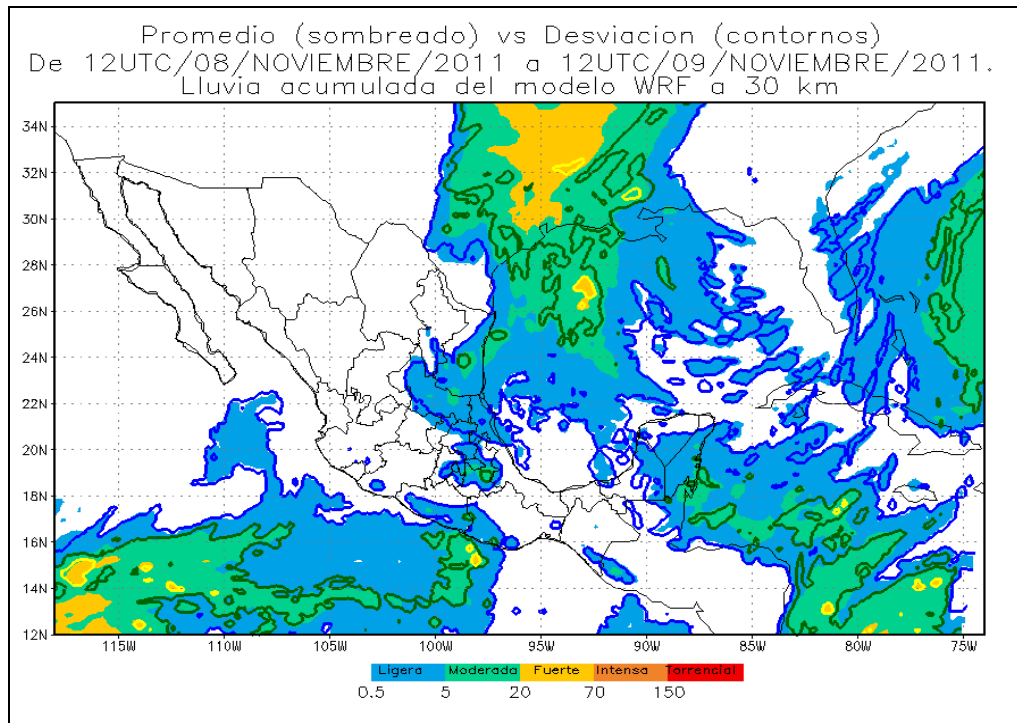 Promedio (sombreado) vs Desviacion (contornos)
De 12UTC/08/NOVIEMBRE/2011 a 12UTC/09/NOVIEMBRE/2011.
Lluvia acumulada del modelo WRF a 30 km
34N
32N
30N
28N
26N
24N
22N
20N
18N
16N
14N
12N
115W 110W 105W 100W 95W 90W 85W 80W 75W
Ligera Moderada Fuerte Intensa Torrencial
0.5 5 20 70 150